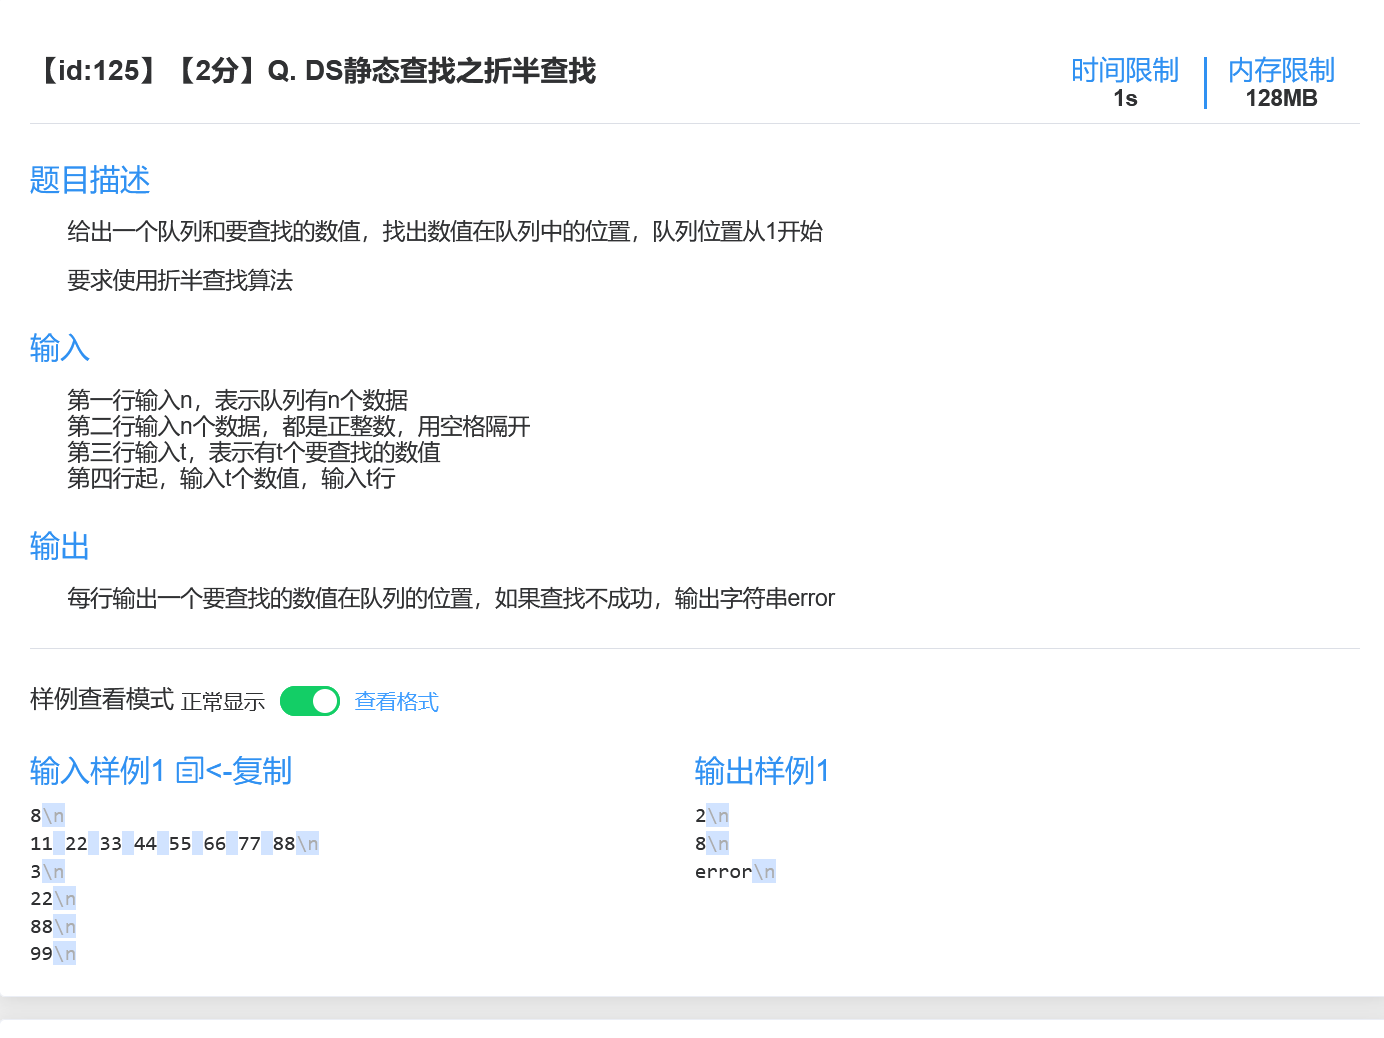 【id:125】【2分】Q. DS静态查找之折半查找
时间限制
1s
内存限制
128MB
题目描述
给出一个队列和要查找的数值，找出数值在队列中的位置，队列位置从1开始
要求使用折半查找算法
输入
第一行输入n，表示队列有n个数据
第二行输入n个数据，都是正整数，用空格隔开
第三行输入t，表示有t个要查找的数值
第四行起，输入t个数值，输入t行
输出
每行输出一个要查找的数值在队列的位置，如果查找不成功，输出字符串error
样例查看模式 正常显示 查看格式
输入样例1 <-复制
8\n
11 22 33 44 55 66 77 88\n
3\n
22\n
88\n
99\n
输出样例1
2\n
8\n
error\n